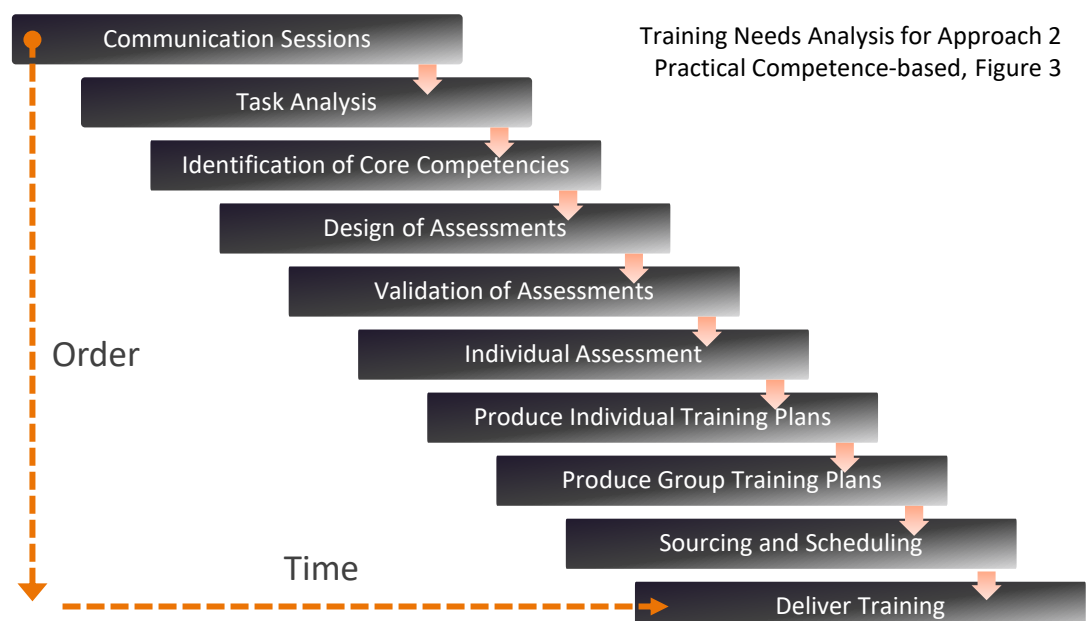 Communication Sessions
Training Needs Analysis for Approach 2
Practical Competence-based, Figure 3
Task Analysis
Identification of Core Competencies
Design of Assessments
Validation of Assessments
Order
Individual Assessment
Produce Individual Training Plans
Produce Group Training Plans
Sourcing and Scheduling
Time
Deliver Training